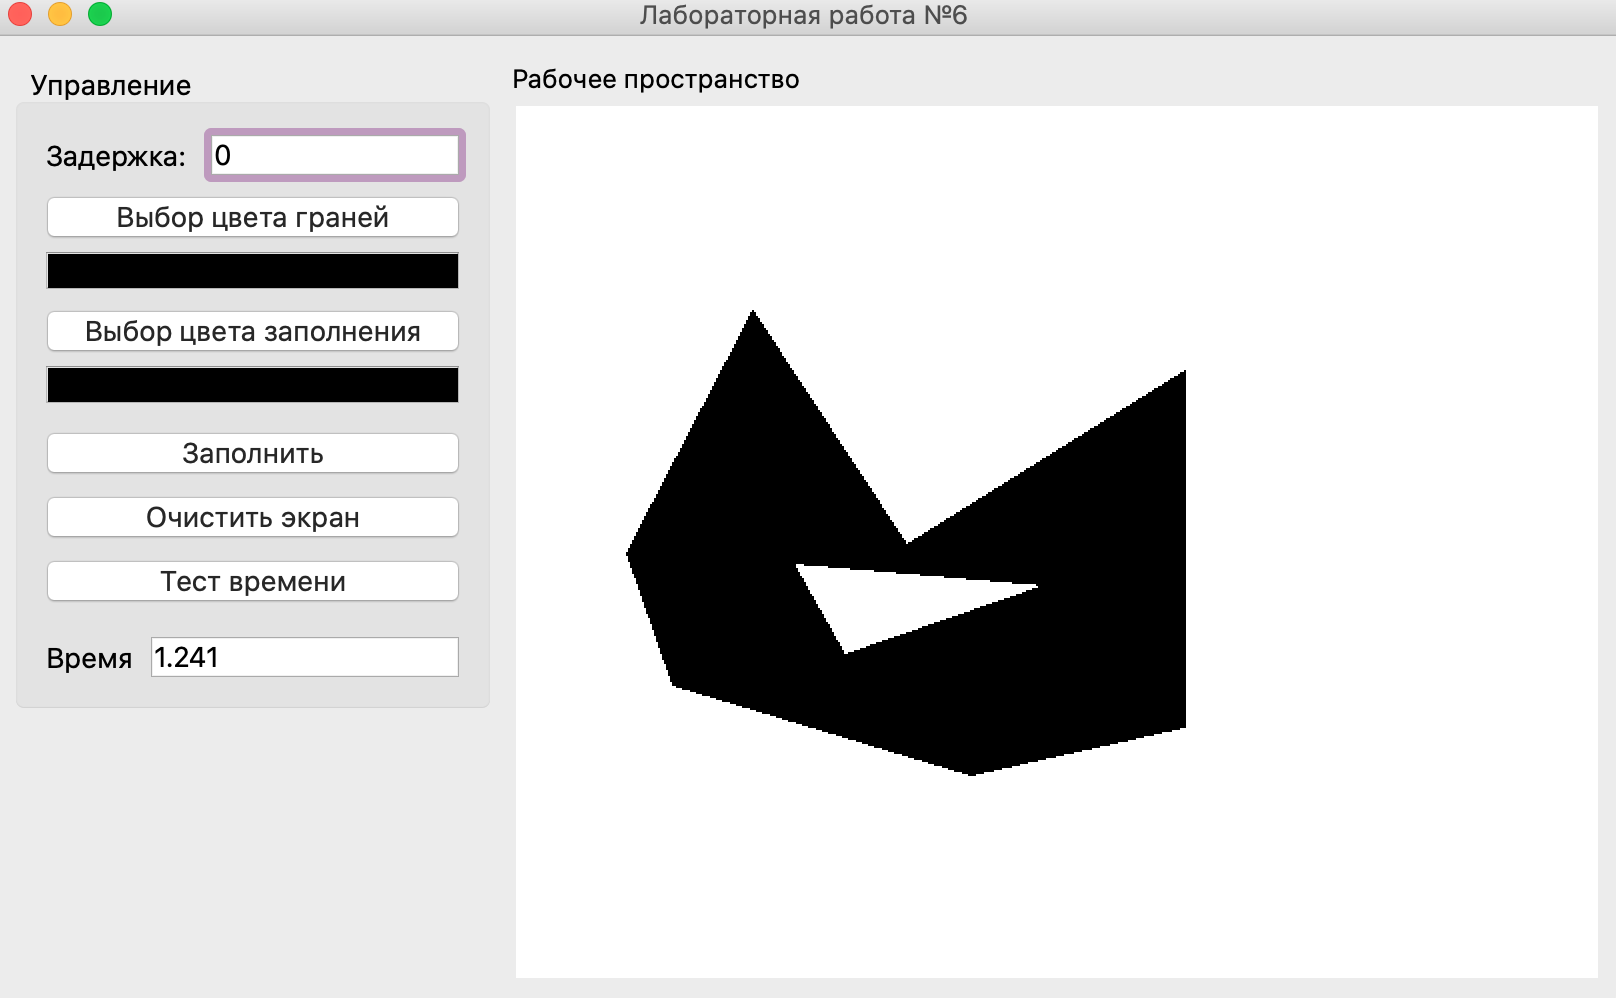 Лабораторная работа №6
Управление
Задержка: 0
Выбор цвета граней
Выбор цвета заполнения
Заполнить
Очистить экран
Тест времени
Время 1.241
Рабочее пространство